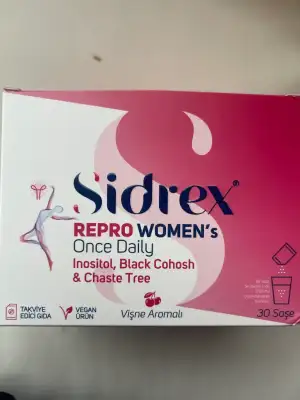 Sidrex®
REPRO WOMEN's
Once Daily
Inositol, Black Cohosh
& Chaste Tree
TAKVİYE
EDİCİ GIDA
VEGAN
ÜRÜN
Vişne Aromalı
30 Saşe